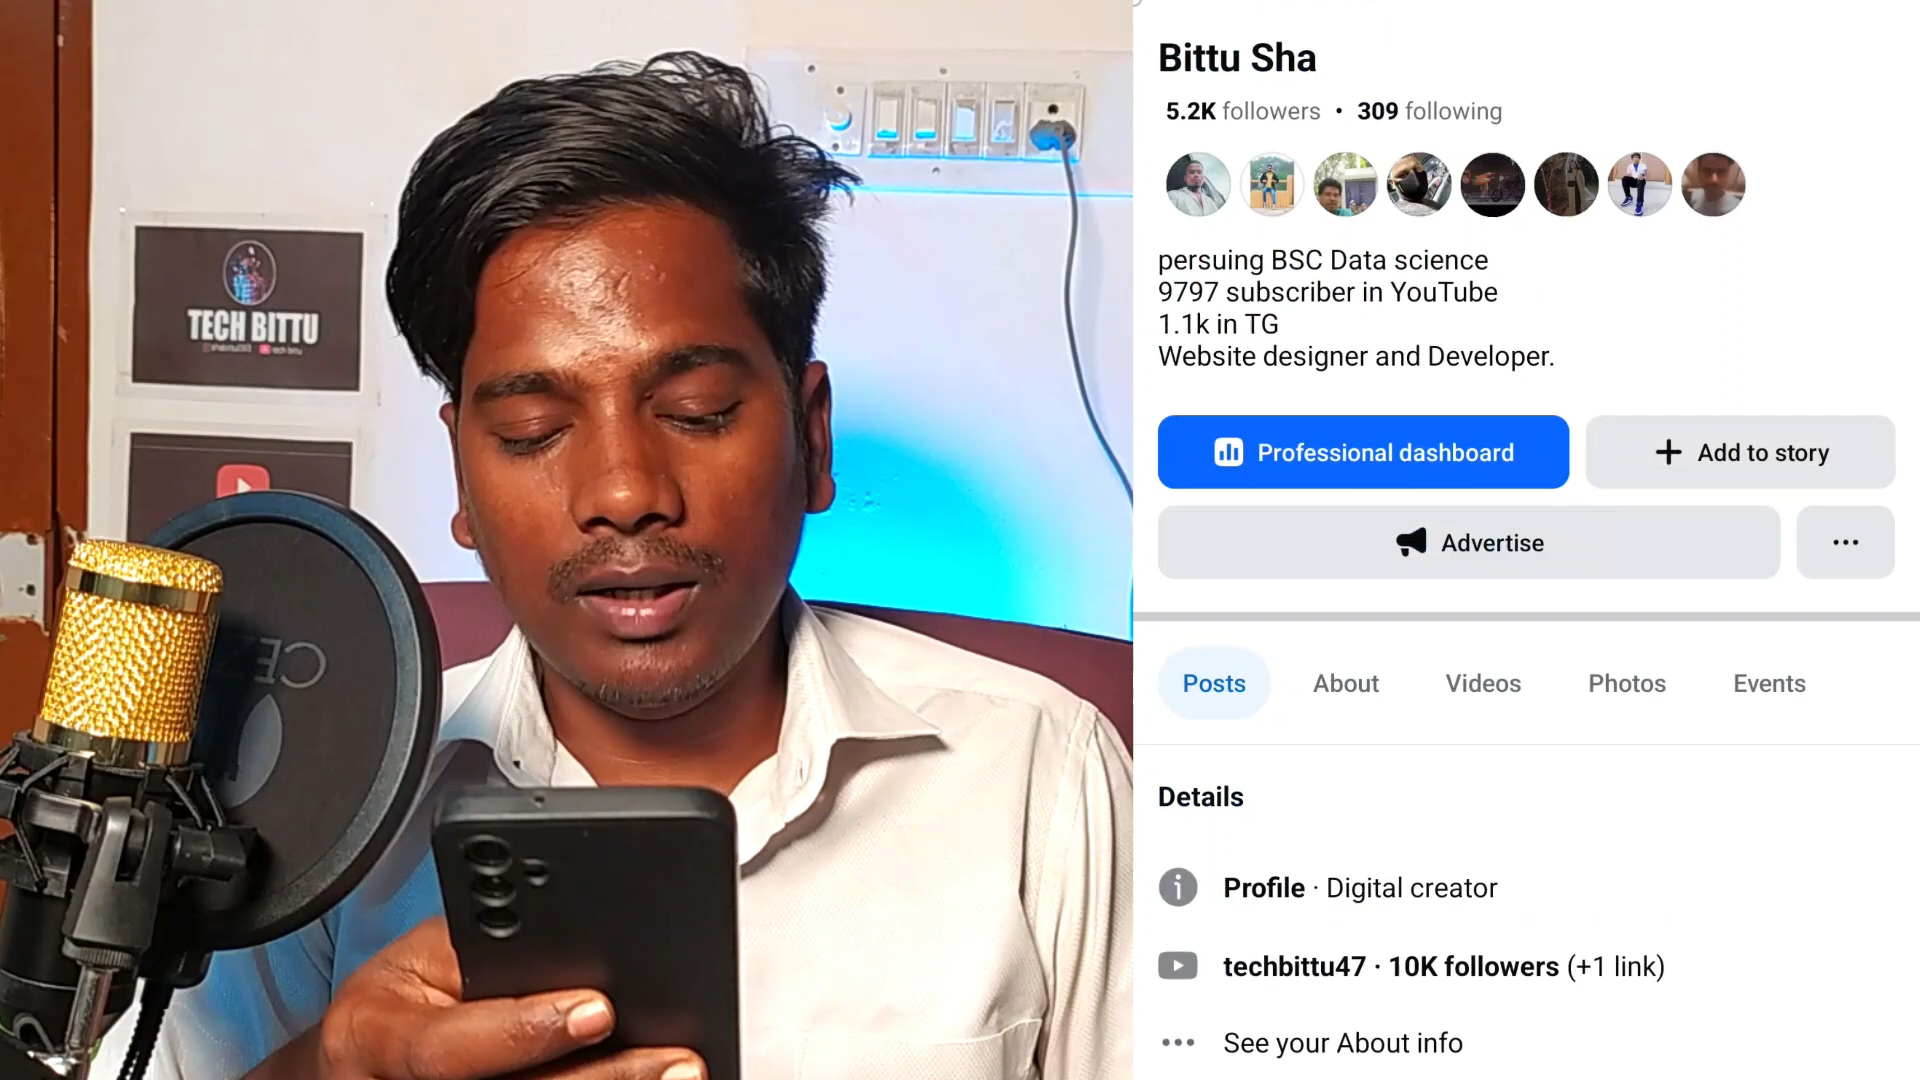 TECH BITTU
tech bittu
Bittu Sha
5.2K followers • 309 following
persuing BSC Data science
9797 subscriber in YouTube
1.1k in TG
Website designer and Developer.
Professional dashboard
+ Add to story
Advertise
...
Posts
About
Videos
Photos
Events
Details
Profile · Digital creator
techbittu47 · 10K followers (+1 link)
... See your About info